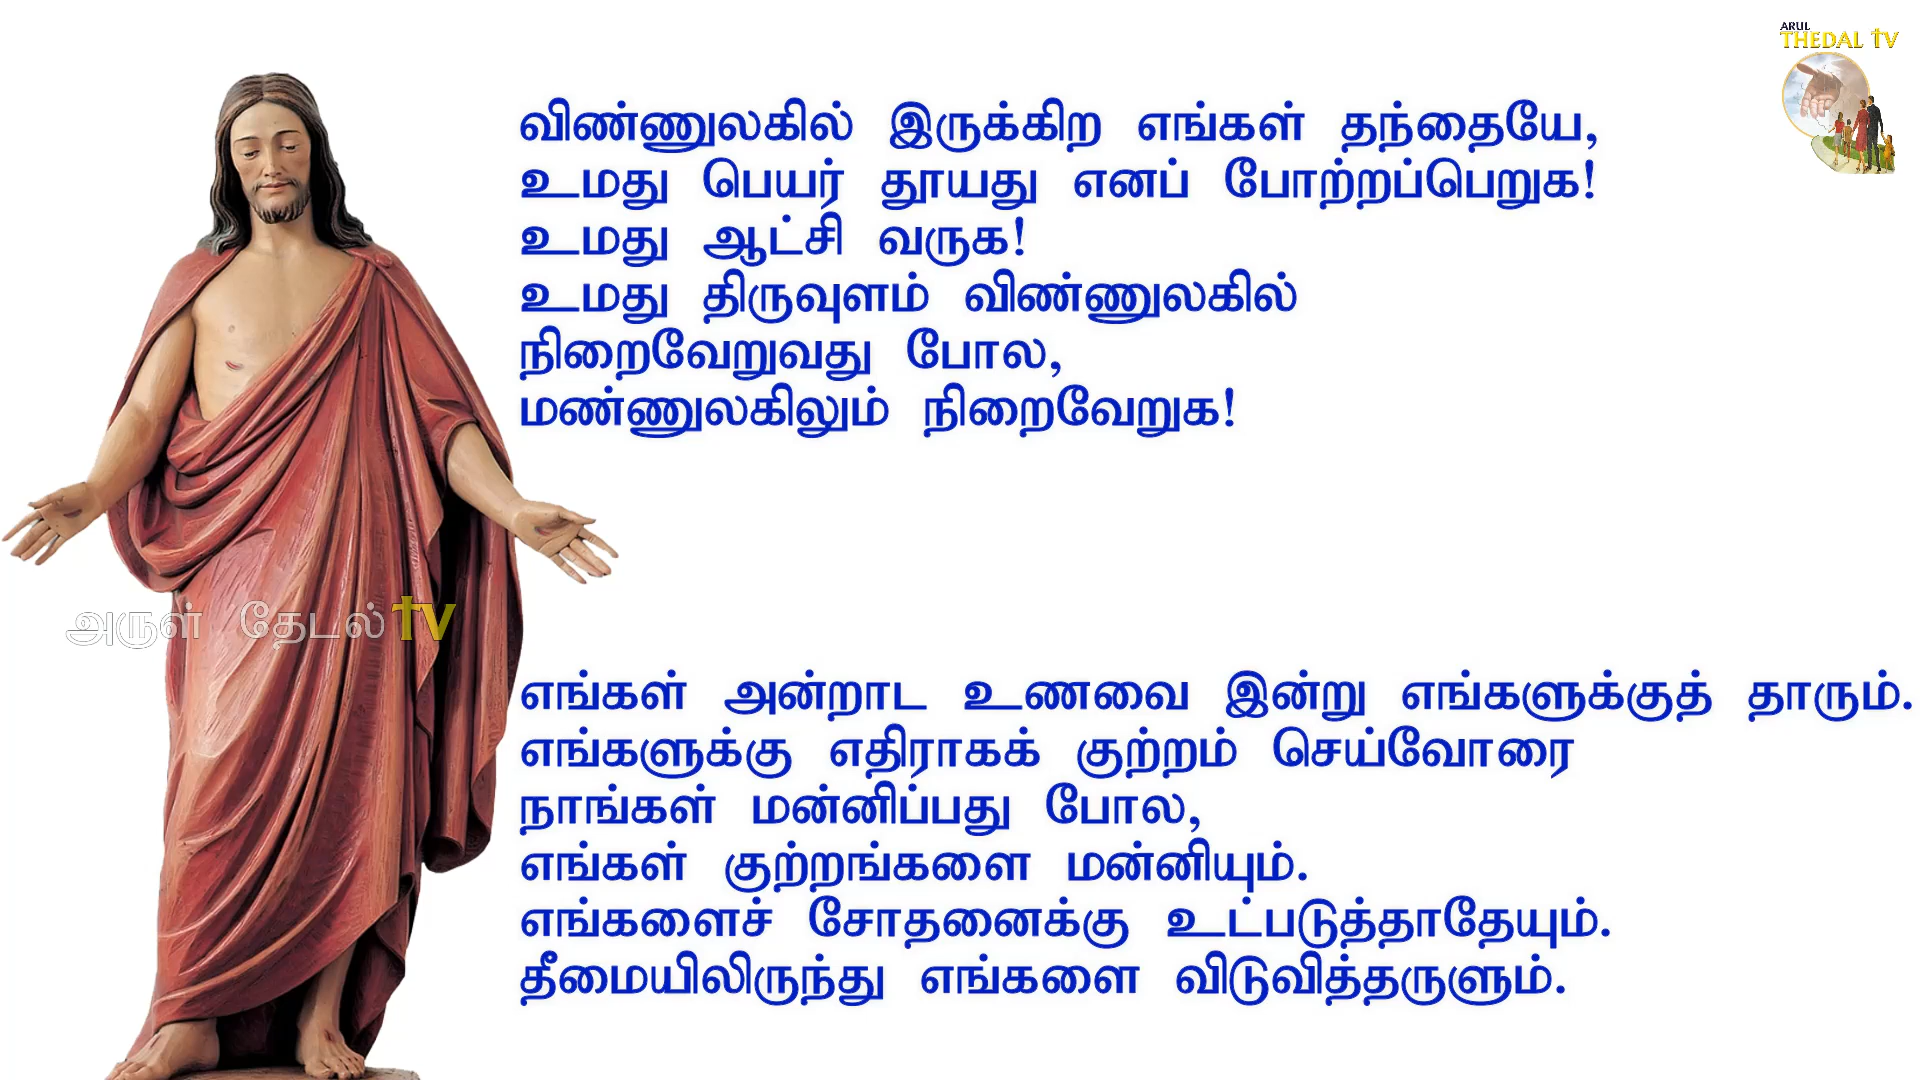 ARUL
THEDAL TV
விண்ணுலகில் இருக்கிற எங்கள் தந்தையே,
உமது பெயர் தூயது எனப் போற்றப்பெறுக!
உமது ஆட்சி வருக!
உமது திருவுளம் விண்ணுலகில்
நிறைவேறுவது போல,
மண்ணுலகிலும் நிறைவேறுக!
அருள் தேடல் TV
எங்கள் அன்றாட உணவை இன்று எங்களுக்குத் தாரும்.
எங்களுக்கு எதிராகக் குற்றம் செய்வோரை
நாங்கள் மன்னிப்பது போல,
எங்கள் குற்றங்களை மன்னியும்.
எங்களைச் சோதனைக்கு உட்படுத்தாதேயும்.
தீமையிலிருந்து எங்களை விடுவித்தருளும்.